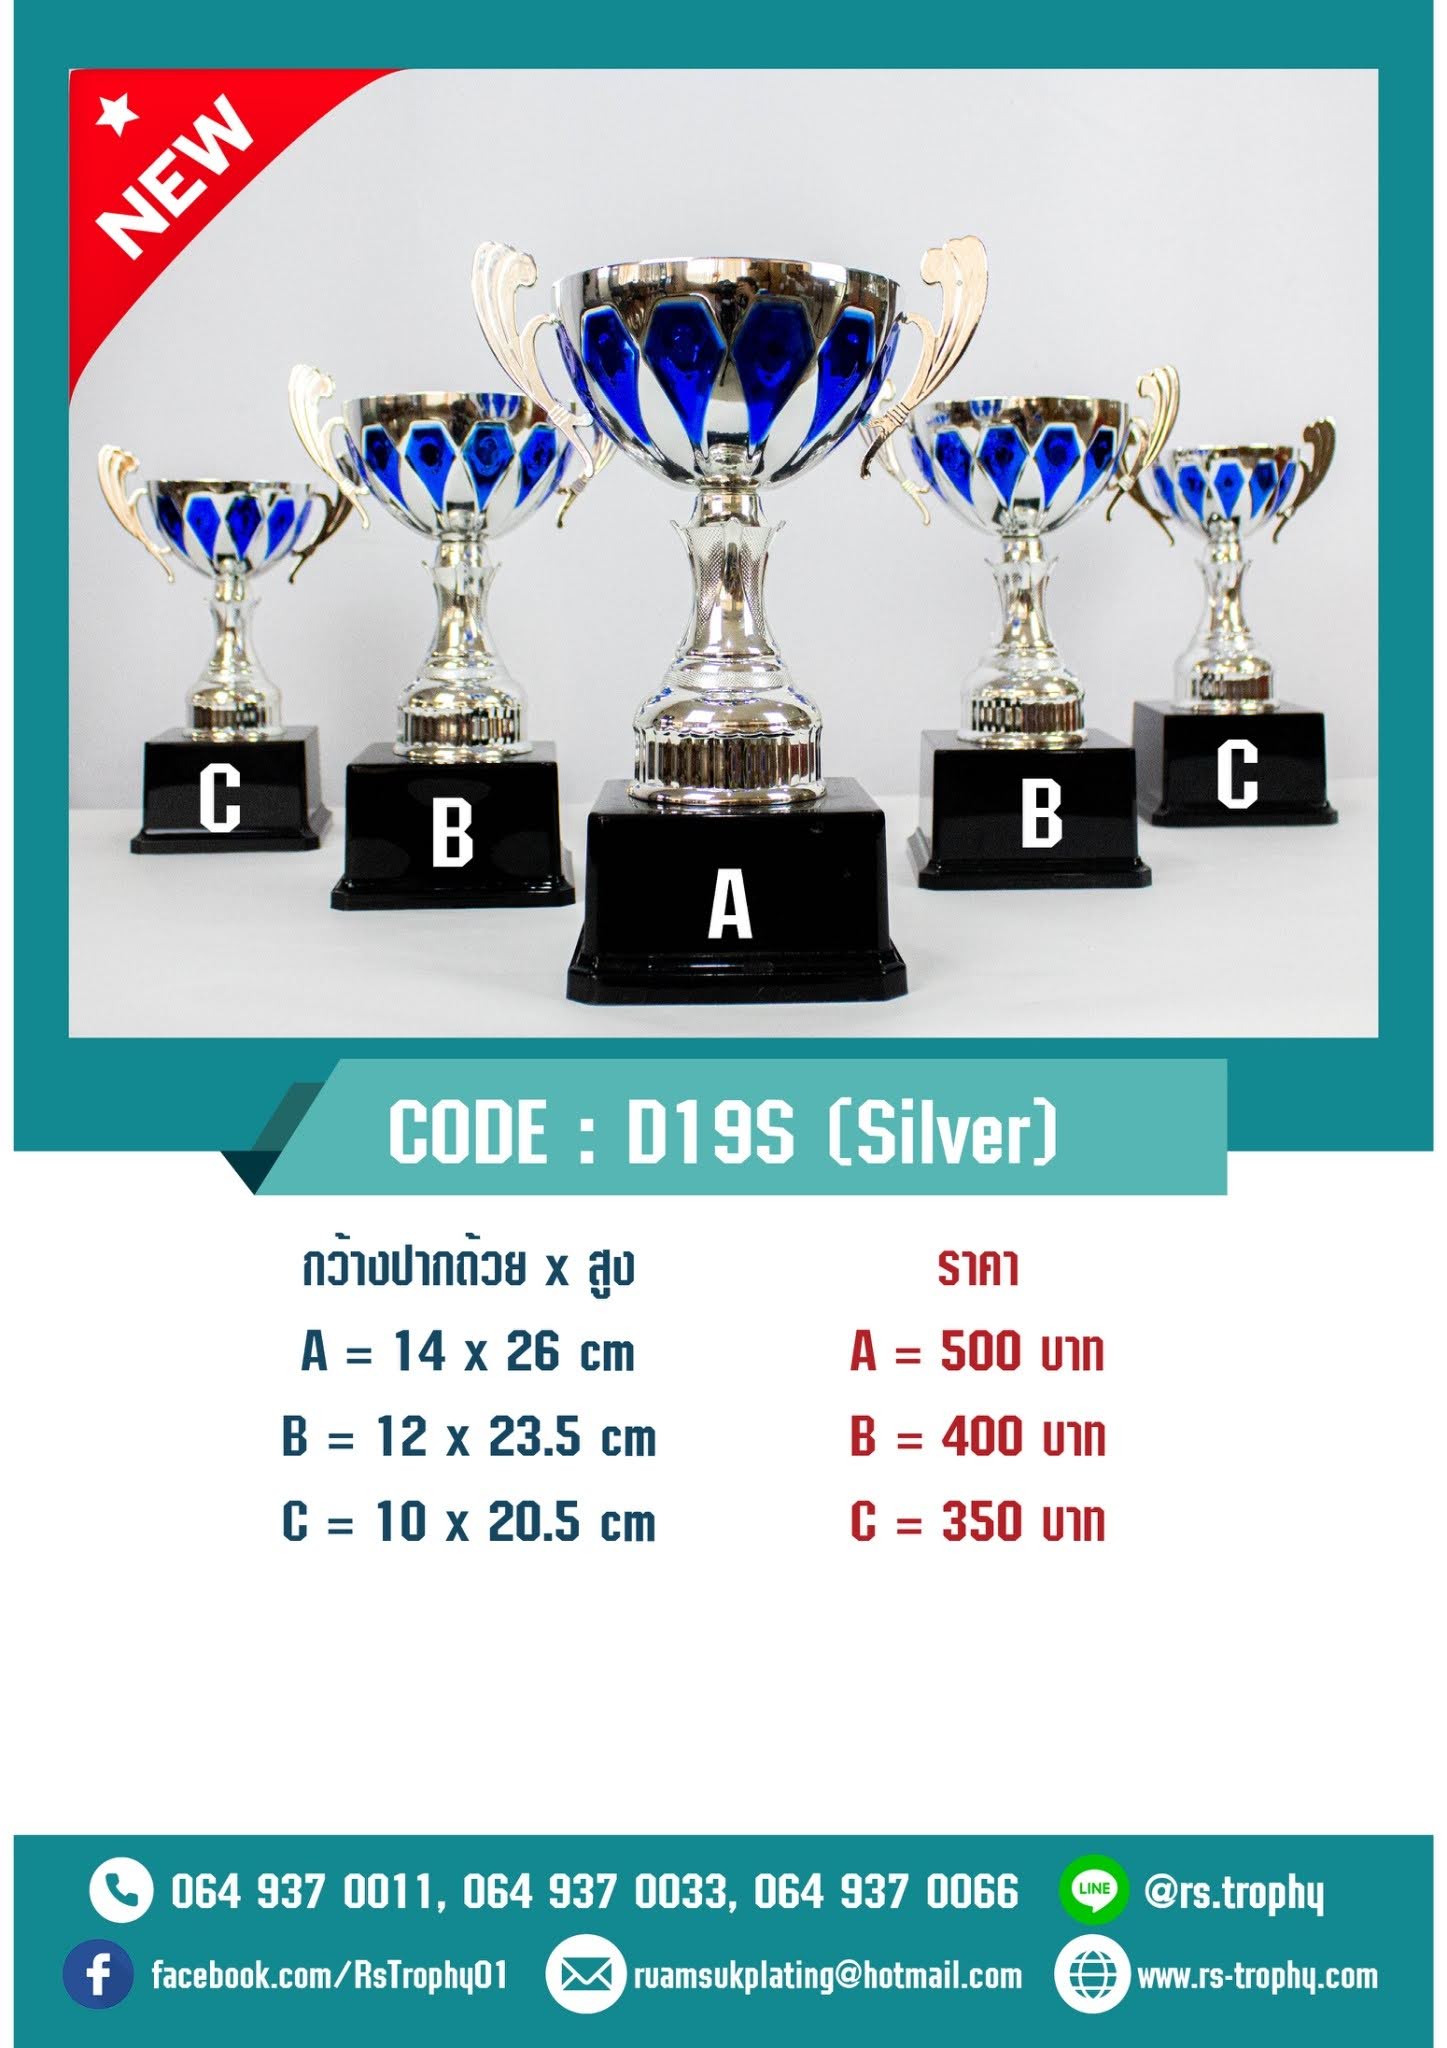 NEW
C
B
A
B
C
CODE : D19S (Silver)
กว้างปากถ้วย x สูง
A = 14 x 26 cm
B = 12 x 23.5 cm
C = 10 x 20.5 cm
ราคา
A = 500 บาท
B = 400 บาท
C = 350 บาท
064 937 0011, 064 937 0033, 064 937 0066
LINE @rs.trophy
f facebook.com/RsTrophy01
ruamsukplating@hotmail.com
www.rs-trophy.com